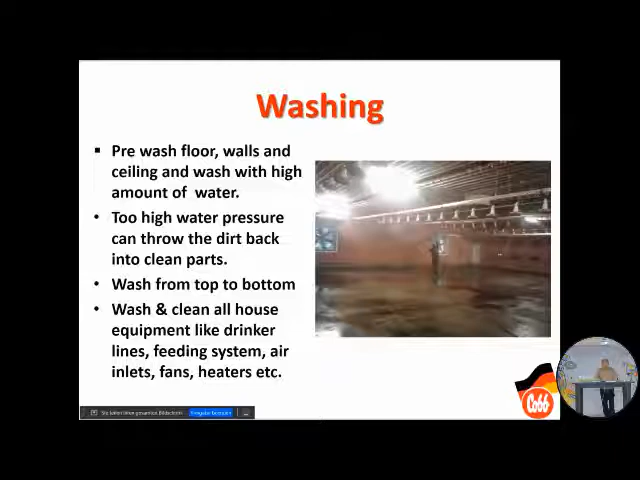 Washing
Pre wash floor, walls and
ceiling and wash with high
amount of water.
Too high water pressure
can throw the dirt back
into clean parts.
Wash from top to bottom
Wash & clean all house
equipment like drinker
lines, feeding system, air
inlets, fans, heaters etc.
Cobb